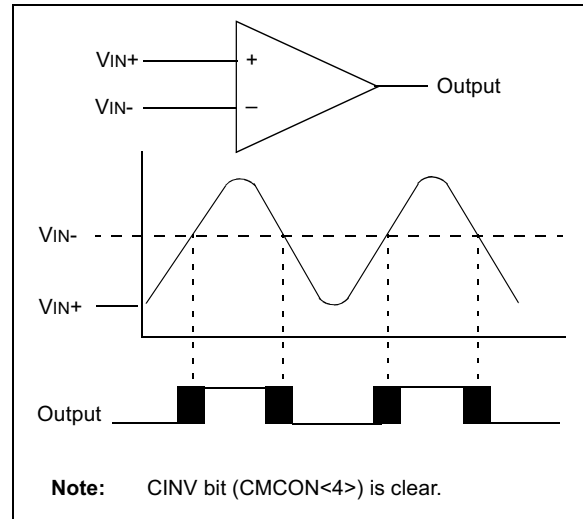 VIN+
+
VIN-
–
Output
VIN-
VIN+
Output
Note: CINV bit (CMCON<4>) is clear.